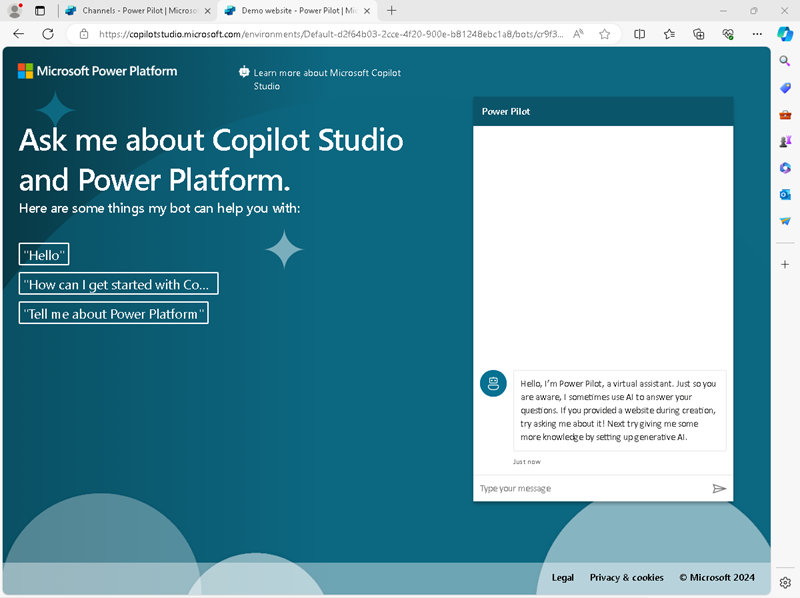 Channels - Power Pilot | Microsof
Demo website - Power Pilot | Mic
https://copilotstudio.microsoft.com/environments/Default-d2f64b03-2cce-4f20-900e-b81248ebc1a8/bots/cr9f3...
Microsoft Power Platform
Learn more about Microsoft Copilot
Studio
Ask me about Copilot Studio
and Power Platform.
Here are some things my bot can help you with:
"Hello"
"How can I get started with Co...
"Tell me about Power Platform"
Power Pilot
Hello, I'm Power Pilot, a virtual assistant. Just so you
are aware, I sometimes use AI to answer your
questions. If you provided a website during creation,
try asking me about it! Next try giving me some
more knowledge by setting up generative AI.
Just now
Type your message
Legal Privacy & cookies © Microsoft 2024